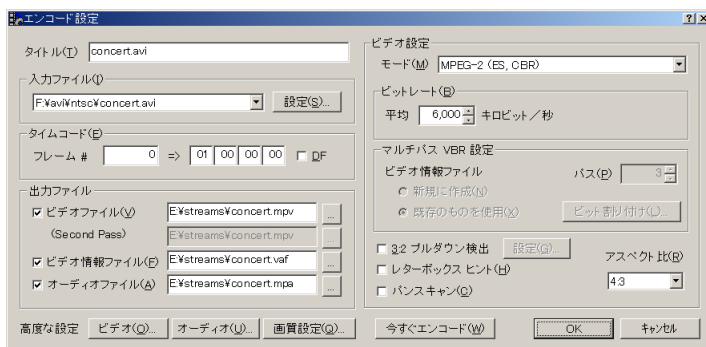 エンコード設定
タイトル(T) concert.avi
入力ファイル(I)
F:¥avi¥ntsc¥concert.avi 設定(S)...
タイムコード(E)
フレーム # 0 => 01 00 00 00 DF
出力ファイル
ビデオファイル(V) E:¥streams¥concert.mpv ...
(Second Pass) E:¥streams¥concert.mpv ...
ビデオ情報ファイル(F) E:¥streams¥concert.vaf ...
オーディオファイル(A) E:¥streams¥concert.mpa ...
高度な設定 ビデオ(O)... オーディオ(U)... 画質設定(Q)...
ビデオ設定
モード(M) MPEG-2 (ES, CBR)
ビットレート(B)
平均 6,000 キロビット／秒
マルチパス VBR 設定
ビデオ情報ファイル パス(P) 3
新規に作成(N)
既存のものを使用(X) ビット割り付け(L)...
3:2 プルダウン検出 設定(G)...
レターボックス ヒント(H)
パンスキャン(C)
アスペクト比(R)
4:3
今すぐエンコード(W) OK キャンセル